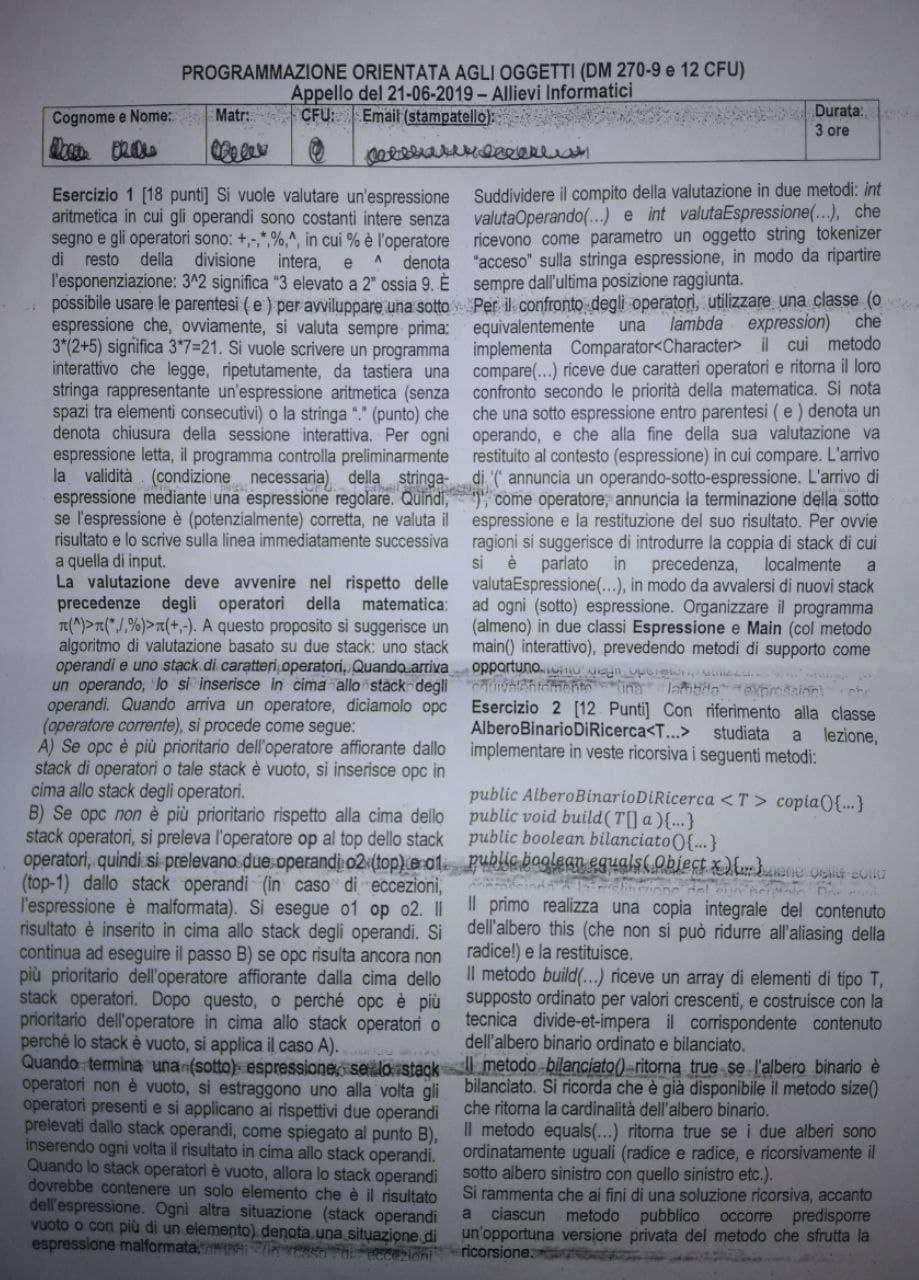 PROGRAMMAZIONE ORIENTATA AGLI OGGETTI (DM 270-9 e 12 CFU)
Appello del 21-06-2019 – Allievi Informatici
Cognome e Nome:
Matr:
CFU:
Email (stampatello):
Durata:
3 ore
Esercizio 1 [18 punti] Si vuole valutare un'espressione
aritmetica in cui gli operandi sono costanti intere senza
segno e gli operatori sono: +,-,*,%,^, in cui % è l'operatore
di resto della divisione intera, e ^ denota
l'esponenziazione: 3^2 significa “3 elevato a 2” ossia 9. È
possibile usare le parentesi ( e ) per avviluppare una sotto
espressione che, ovviamente, si valuta sempre prima:
3*(2+5) significa 3*7=21. Si vuole scrivere un programma
interattivo che legge, ripetutamente, da tastiera una
stringa rappresentante un'espressione aritmetica (senza
spazi tra elementi consecutivi) o la stringa “.” (punto) che
denota chiusura della sessione interattiva. Per ogni
espressione letta, il programma controlla preliminarmente
la validità (condizione necessaria) della stringa-
espressione mediante una espressione regolare. Quindi,
se l'espressione è (potenzialmente) corretta, ne valuta il
risultato e lo scrive sulla linea immediatamente successiva
a quella di input.
La valutazione deve avvenire nel rispetto delle
precedenze degli operatori della matematica:
π(^)>π(*,/,%)>π(+,-). A questo proposito si suggerisce un
algoritmo di valutazione basato su due stack: uno stack
operandi e uno stack di caratteri operatori. Quando arriva
un operando, lo si inserisce in cima allo stack degli
operandi. Quando arriva un operatore, diciamolo opc
(operatore corrente), si procede come segue:
A) Se opc è più prioritario dell'operatore affiorante dallo
stack di operatori o tale stack è vuoto, si inserisce opc in
cima allo stack degli operatori.
B) Se opc non è più prioritario rispetto alla cima dello
stack operatori, si preleva l'operatore op al top dello stack
operatori, quindi si prelevano due operandi o2 (top) e o1
(top-1) dallo stack operandi (in caso di eccezioni,
l'espressione è malformata). Si esegue o1 op o2. Il
risultato è inserito in cima allo stack degli operandi. Si
continua ad eseguire il passo B) se opc risulta ancora non
più prioritario dell'operatore affiorante dalla cima dello
stack operatori. Dopo questo, o perché opc è più
prioritario dell'operatore in cima allo stack operatori o
perché lo stack è vuoto, si applica il caso A).
Quando termina una (sotto) espressione, se lo stack
operatori non è vuoto, si estraggono uno alla volta gli
operatori presenti e si applicano ai rispettivi due operandi
prelevati dallo stack operandi, come spiegato al punto B),
inserendo ogni volta il risultato in cima allo stack operandi.
Quando lo stack operatori è vuoto, allora lo stack operandi
dovrebbe contenere un solo elemento che è il risultato
dell'espressione. Ogni altra situazione (stack operandi
vuoto o con più di un elemento) denota una situazione di
espressione malformata.
Suddividere il compito della valutazione in due metodi: int
valutaOperando(...) e int valutaEspressione(...), che
ricevono come parametro un oggetto string tokenizer
“acceso” sulla stringa espressione, in modo da ripartire
sempre dall'ultima posizione raggiunta.
Per il confronto degli operatori, utilizzare una classe (o
equivalentemente una lambda expression) che
implementa Comparator<Character> il cui metodo
compare(...) riceve due caratteri operatori e ritorna il loro
confronto secondo le priorità della matematica. Si nota
che una sotto espressione entro parentesi ( e ) denota un
operando, e che alla fine della sua valutazione va
restituito al contesto (espressione) in cui compare. L'arrivo
di '(' annuncia un operando-sotto-espressione. L'arrivo di
')', come operatore, annuncia la terminazione della sotto
espressione e la restituzione del suo risultato. Per ovvie
ragioni si suggerisce di introdurre la coppia di stack di cui
si è parlato in precedenza, localmente a
valutaEspressione(...), in modo da avvalersi di nuovi stack
ad ogni (sotto) espressione. Organizzare il programma
(almeno) in due classi Espressione e Main (col metodo
main() interattivo), prevedendo metodi di supporto come
opportuno.
Esercizio 2 [12 Punti] Con riferimento alla classe
AlberoBinarioDiRicerca<T...> studiata a lezione,
implementare in veste ricorsiva i seguenti metodi:
public AlberoBinarioDiRicerca < T > copia(){...}
public void build( T[] a ){...}
public boolean bilanciato(){...}
public boolean equals( Object x ){...}
Il primo realizza una copia integrale del contenuto
dell'albero this (che non si può ridurre all'aliasing della
radice!) e la restituisce.
Il metodo build(...) riceve un array di elementi di tipo T,
supposto ordinato per valori crescenti, e costruisce con la
tecnica divide-et-impera il corrispondente contenuto
dell'albero binario ordinato e bilanciato.
Il metodo bilanciato() ritorna true se l'albero binario è
bilanciato. Si ricorda che è già disponibile il metodo size()
che ritorna la cardinalità dell'albero binario.
Il metodo equals(...) ritorna true se i due alberi sono
ordinatamente uguali (radice e radice, e ricorsivamente il
sotto albero sinistro con quello sinistro etc.).
Si rammenta che ai fini di una soluzione ricorsiva, accanto
a ciascun metodo pubblico occorre predisporre
un'opportuna versione privata del metodo che sfrutta la
ricorsione.